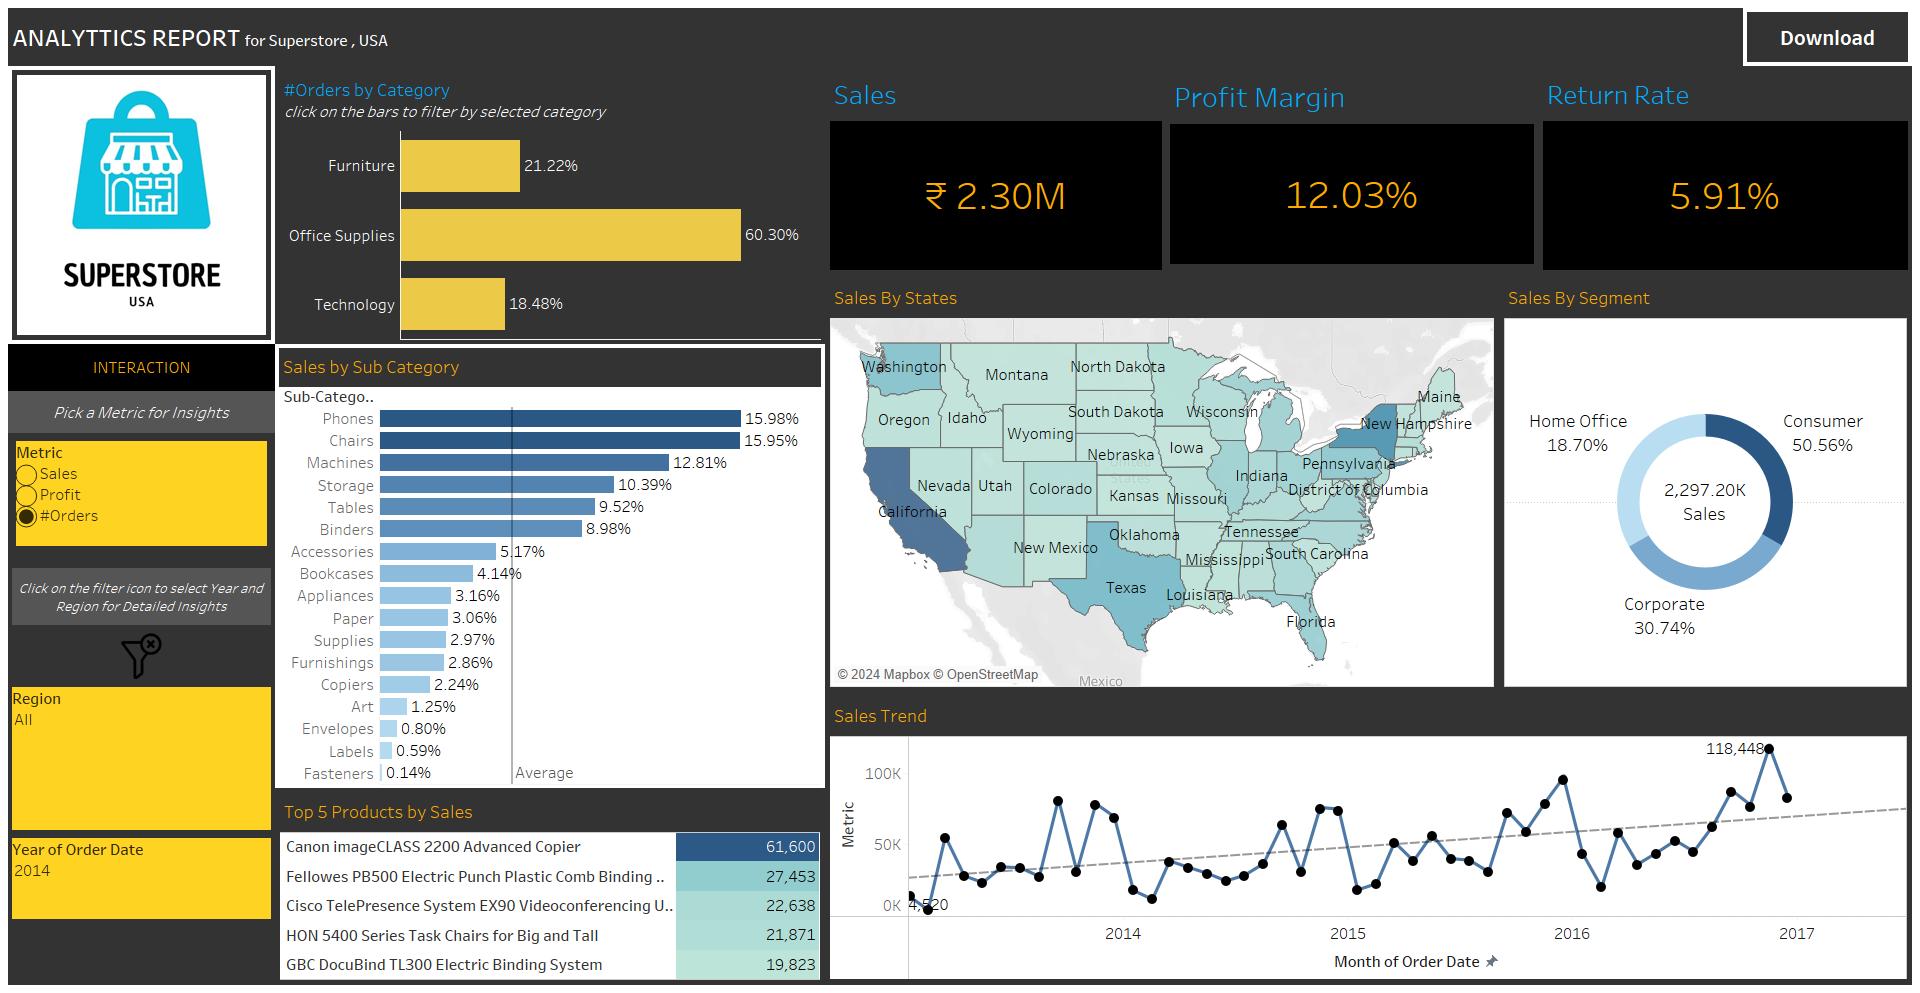 ANALYTTICS REPORT for Superstore , USA
Download
SUPERSTORE
USA
#Orders by Category
click on the bars to filter by selected category
Furniture 21.22%
Office Supplies 60.30%
Technology 18.48%
Sales
₹ 2.30M
Profit Margin
12.03%
Return Rate
5.91%
INTERACTION
Pick a Metric for Insights
Metric
Sales
Profit
#Orders
Click on the filter icon to select Year and
Region for Detailed Insights
Region
All
Year of Order Date
2014
Sales by Sub Category
Sub-Catego..
Phones 15.98%
Chairs 15.95%
Machines 12.81%
Storage 10.39%
Tables 9.52%
Binders 8.98%
Accessories 5.17%
Bookcases 4.14%
Appliances 3.16%
Paper 3.06%
Supplies 2.97%
Furnishings 2.86%
Copiers 2.24%
Art 1.25%
Envelopes 0.80%
Labels 0.59%
Fasteners 0.14%
Average
Top 5 Products by Sales
Canon imageCLASS 2200 Advanced Copier 61,600
Fellowes PB500 Electric Punch Plastic Comb Binding .. 27,453
Cisco TelePresence System EX90 Videoconferencing U.. 22,638
HON 5400 Series Task Chairs for Big and Tall 21,871
GBC DocuBind TL300 Electric Binding System 19,823
Sales By States
Washington
Montana
North Dakota
Maine
Oregon
Idaho
South Dakota
Wisconsin
New Hampshire
Wyoming
Nebraska
Iowa
United
States
Pennsylvania
Nevada
Utah
Colorado
Kansas
Missouri
Indiana
District of Columbia
California
New Mexico
Oklahoma
Tennessee
Mississippi
South Carolina
Texas
Louisiana
Florida
Mexico
© 2024 Mapbox © OpenStreetMap
Sales By Segment
Home Office
18.70%
Consumer
50.56%
2,297.20K
Sales
Corporate
30.74%
Sales Trend
Metric
100K
50K
0K
4,520
118,448
2014
2015
2016
2017
Month of Order Date